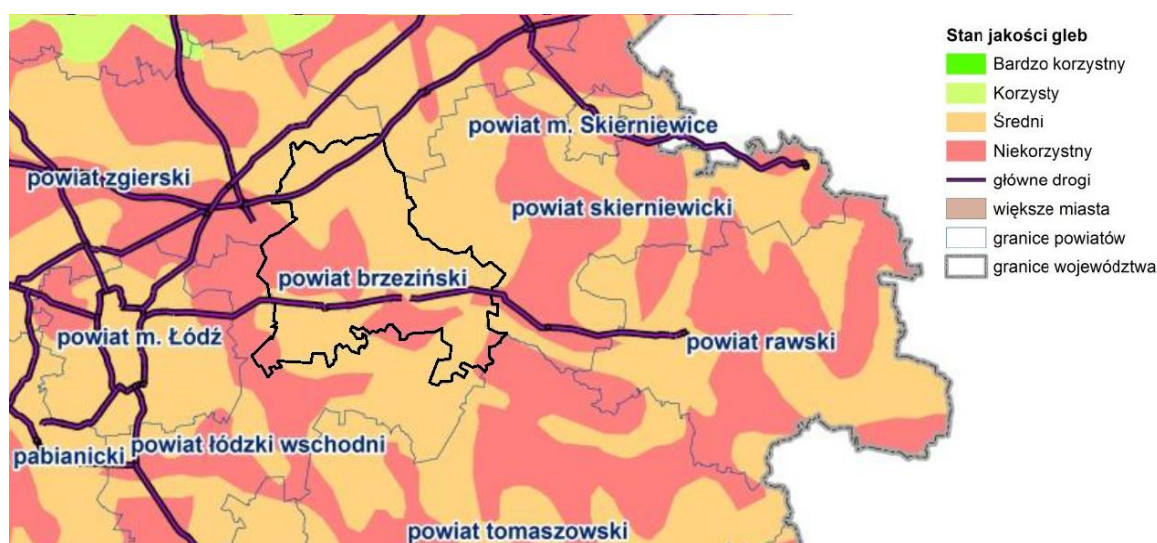 powiat m. Skierniewice
powiat zgierski
powiat skierniewicki
powiat brzeziński
powiat m. Łódź
powiat rawski
powiat łódzki wschodni
pabianicki
powiat tomaszowski
Stan jakości gleb
Bardzo korzystny
Korzysty
Średni
Niekorzystny
główne drogi
większe miasta
granice powiatów
granice województwa